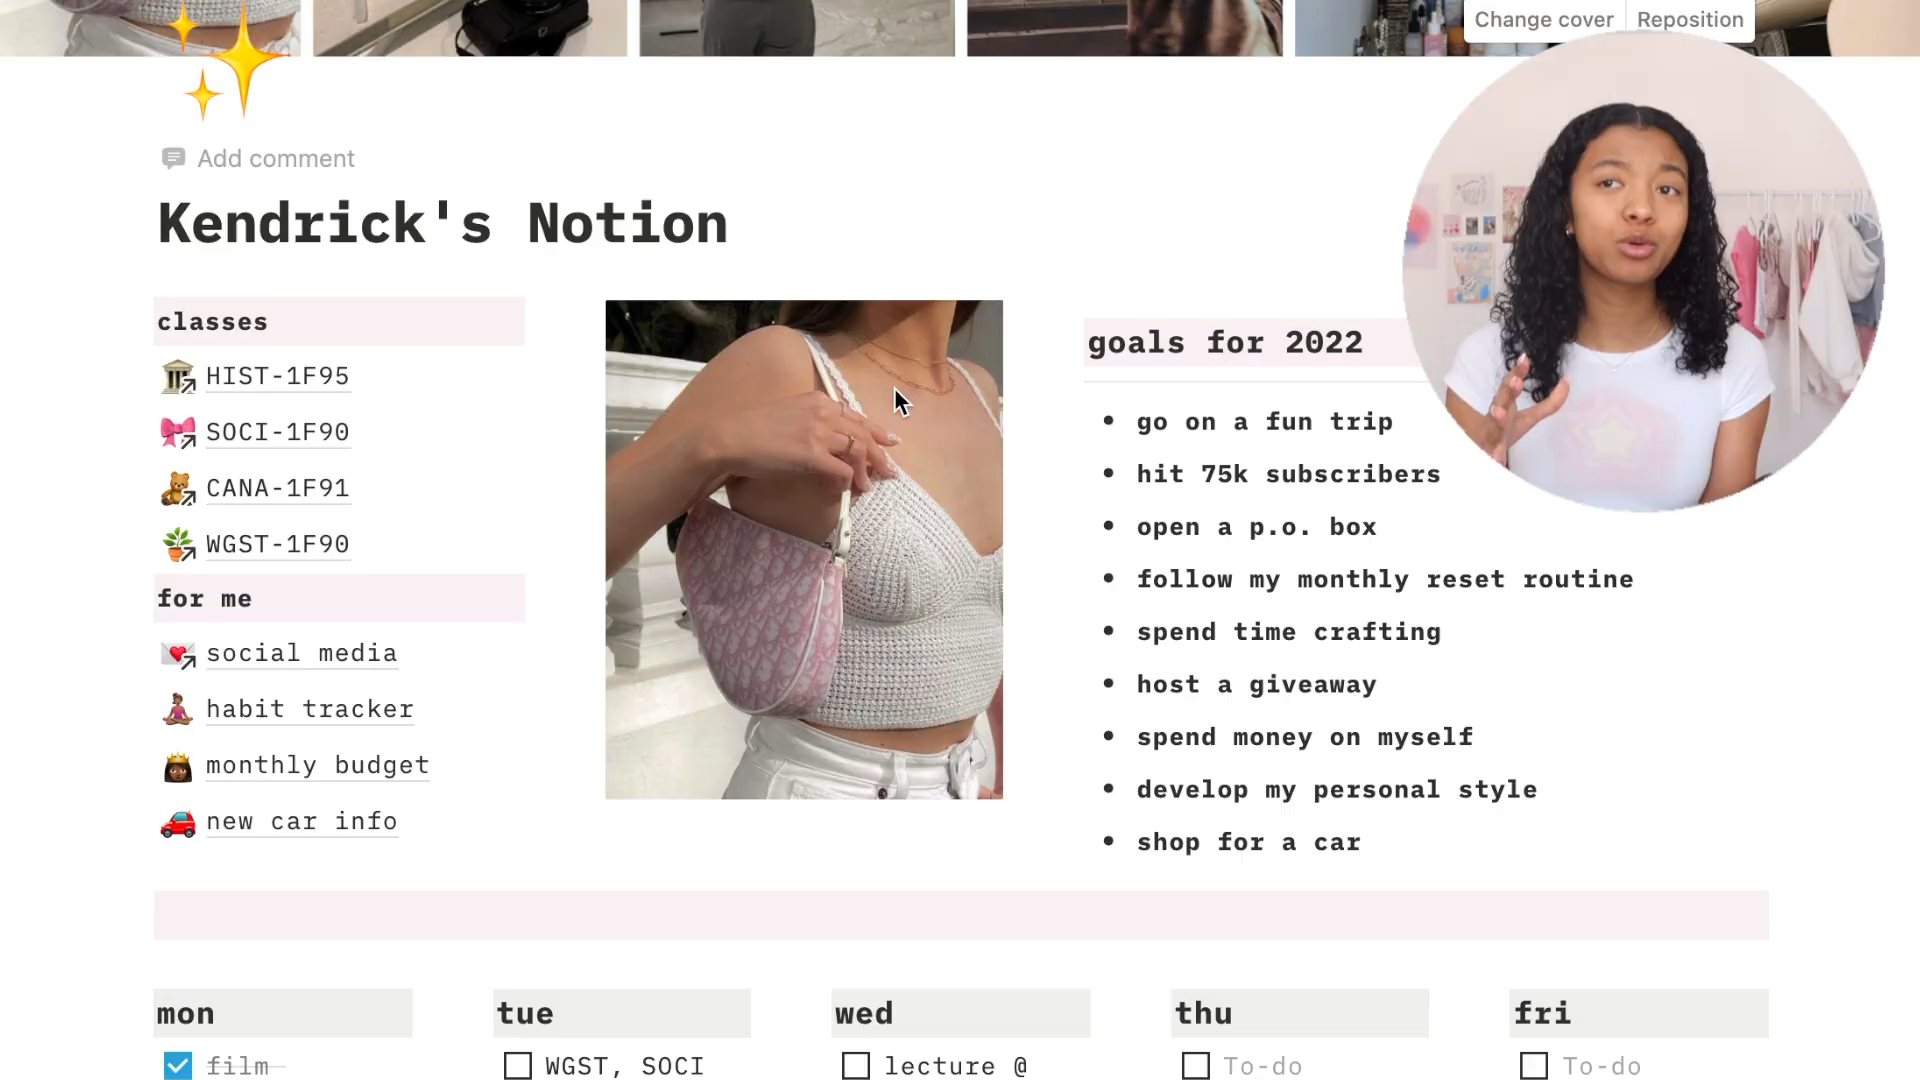 Change cover
Reposition
Add comment
Kendrick's Notion
classes
HIST-1F95
SOCI-1F90
CANA-1F91
WGST-1F90
for me
social media
habit tracker
monthly budget
new car info
goals for 2022
• go on a fun trip
• hit 75k subscribers
• open a p.o. box
• follow my monthly reset routine
• spend time crafting
• host a giveaway
• spend money on myself
• develop my personal style
• shop for a car
mon
tue
wed
thu
fri
film
WGST, SOCI
lecture @
To-do
To-do